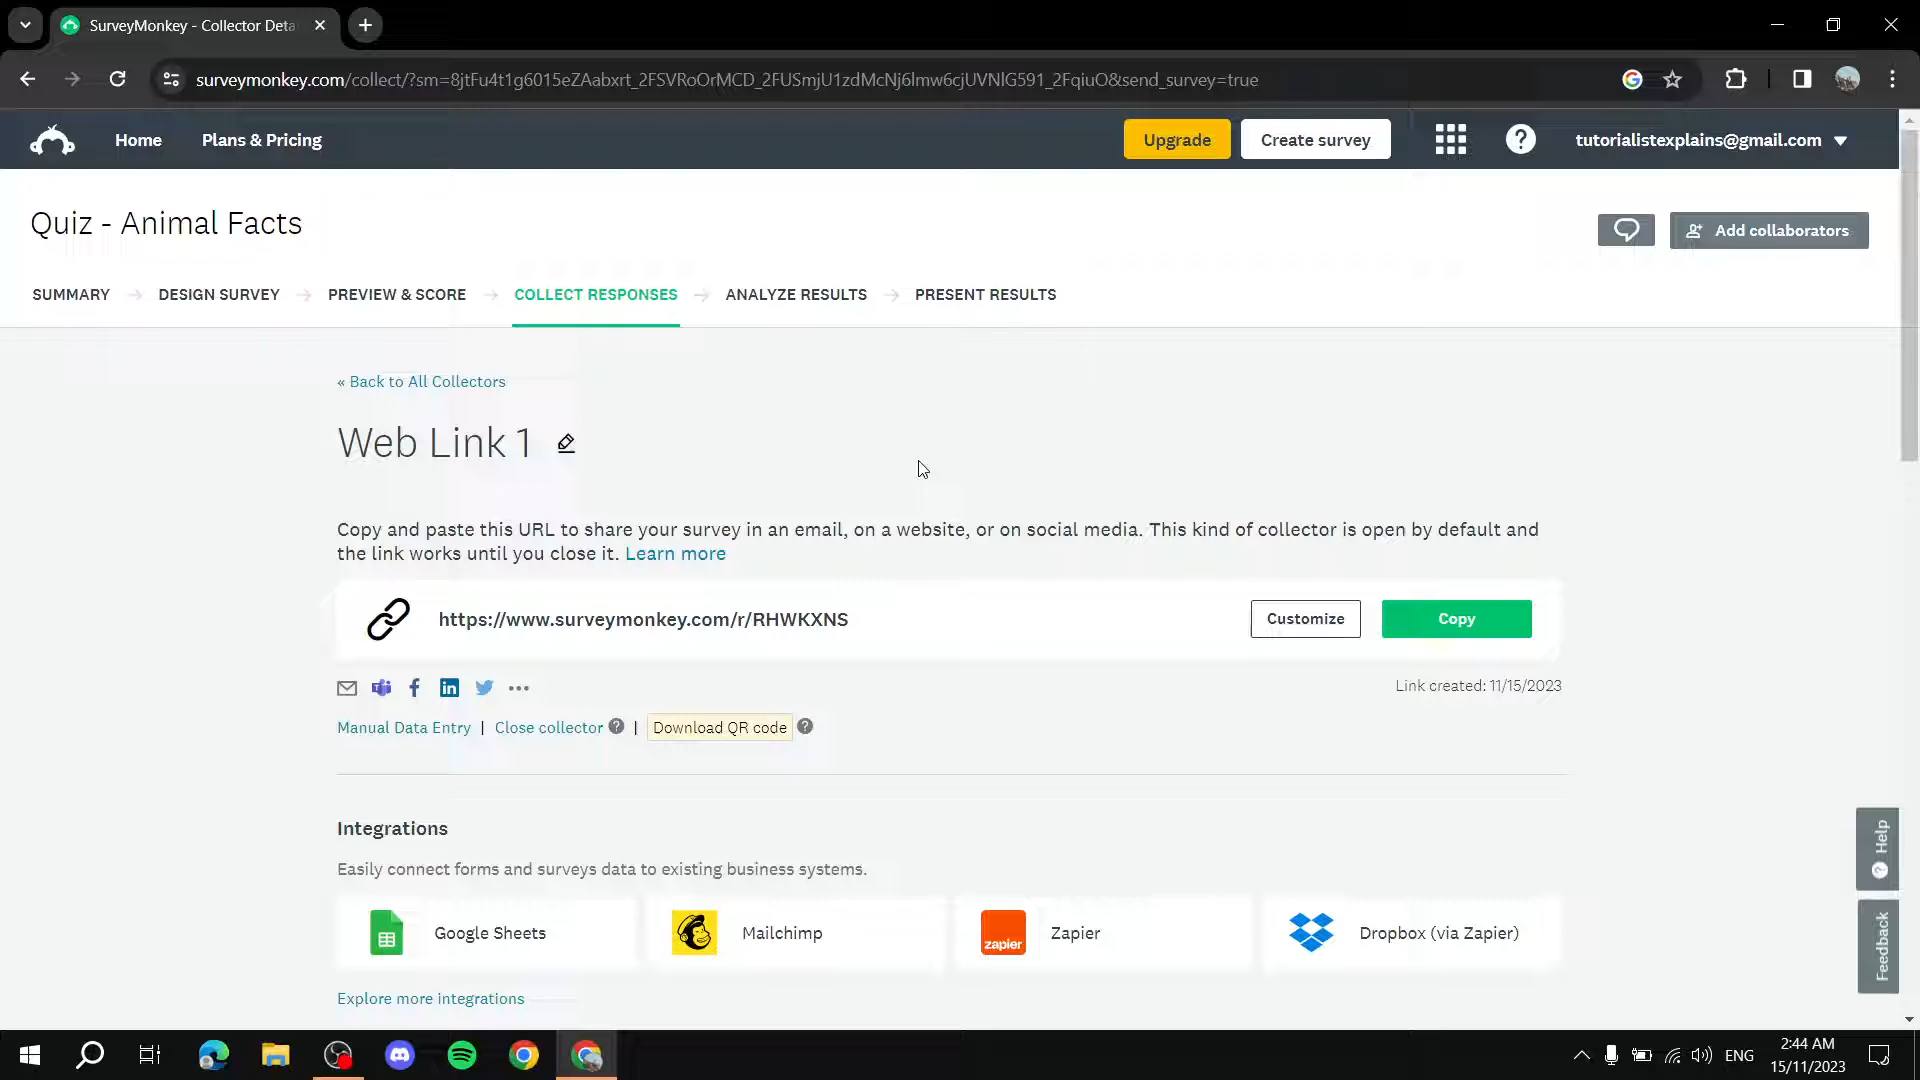 SurveyMonkey - Collector Deta
surveymonkey.com/collect/?sm=8jtFu4t1g6015eZAabxrt_2FSVRoOrMCD_2FUSmjU1zdMcNj6lmw6cjUVNlG591_2FqiuO&send_survey=true
Home
Plans & Pricing
Upgrade
Create survey
tutorialistexplains@gmail.com
Quiz - Animal Facts
Add collaborators
SUMMARY
DESIGN SURVEY
PREVIEW & SCORE
COLLECT RESPONSES
ANALYZE RESULTS
PRESENT RESULTS
« Back to All Collectors
Web Link 1
Copy and paste this URL to share your survey in an email, on a website, or on social media. This kind of collector is open by default and
the link works until you close it. Learn more
https://www.surveymonkey.com/r/RHWKXNS
Customize
Copy
Link created: 11/15/2023
Manual Data Entry | Close collector ? | Download QR code ?
Integrations
Easily connect forms and surveys data to existing business systems.
Google Sheets
Mailchimp
zapier
Zapier
Dropbox (via Zapier)
Explore more integrations
Help
Feedback
ENG
2:44 AM
15/11/2023